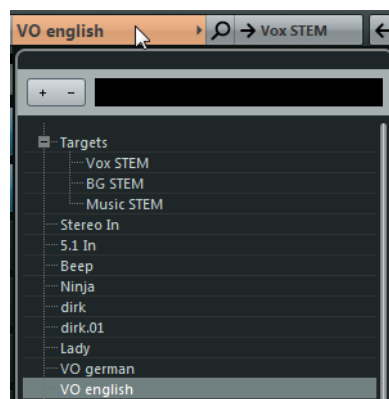 VO english → Vox STEM ←
+ −
Targets
Vox STEM
BG STEM
Music STEM
Stereo In
5.1 In
Beep
Ninja
dirk
dirk.01
Lady
VO german
VO english